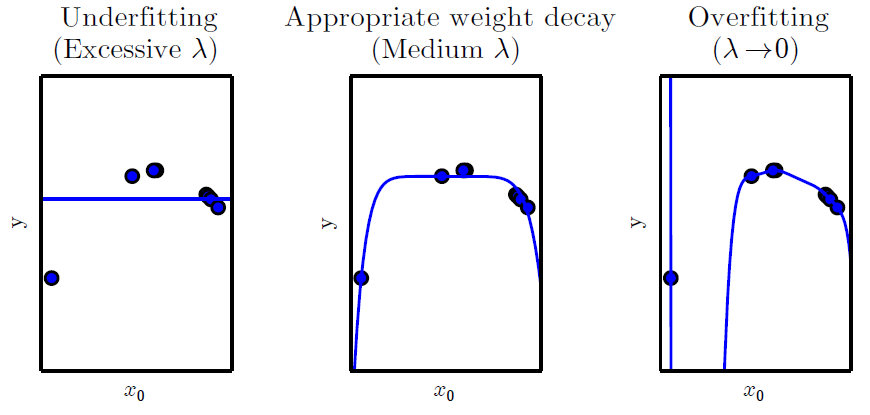 Underfitting
(Excessive λ)
y
x₀
Appropriate weight decay
(Medium λ)
y
x₀
Overfitting
(λ→0)
y
x₀